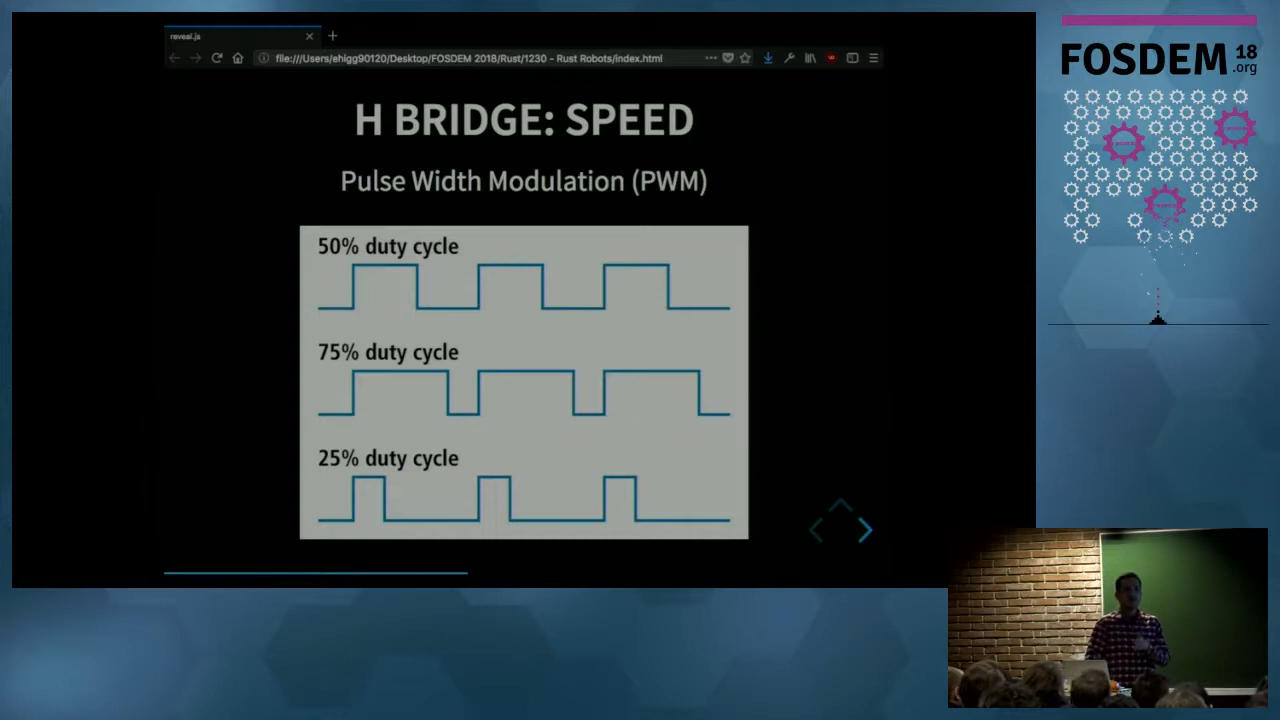 reveal.js
file:///Users/ehigg90120/Desktop/FOSDEM 2018/Rust/1230 - Rust Robots/index.html
H BRIDGE: SPEED
Pulse Width Modulation (PWM)
50% duty cycle
75% duty cycle
25% duty cycle
FOSDEM 18
.org